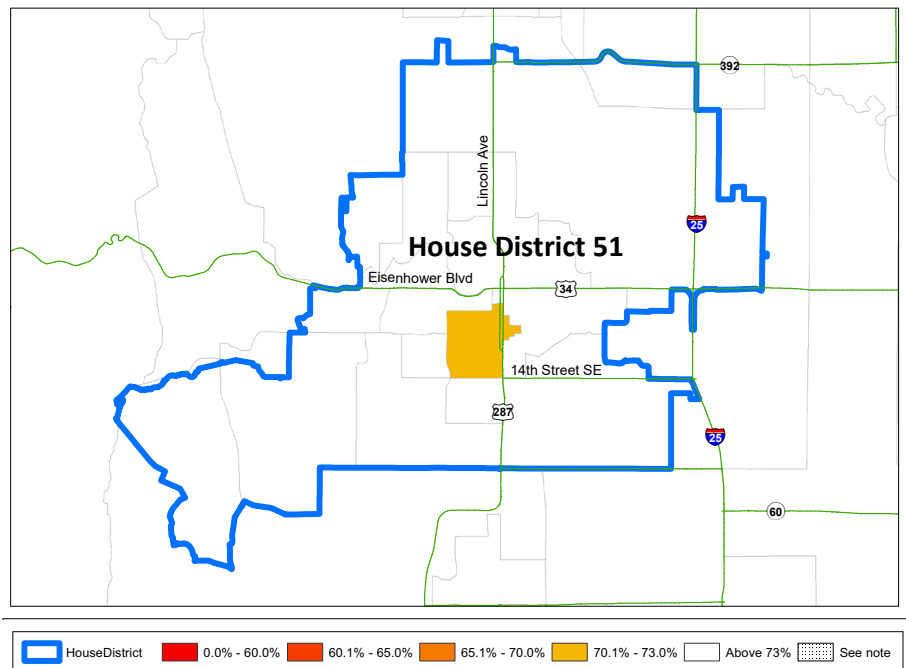 392
Lincoln Ave
25
House District 51
Eisenhower Blvd
34
14th Street SE
287
25
60
HouseDistrict
0.0% - 60.0%
60.1% - 65.0%
65.1% - 70.0%
70.1% - 73.0%
Above 73%
See note